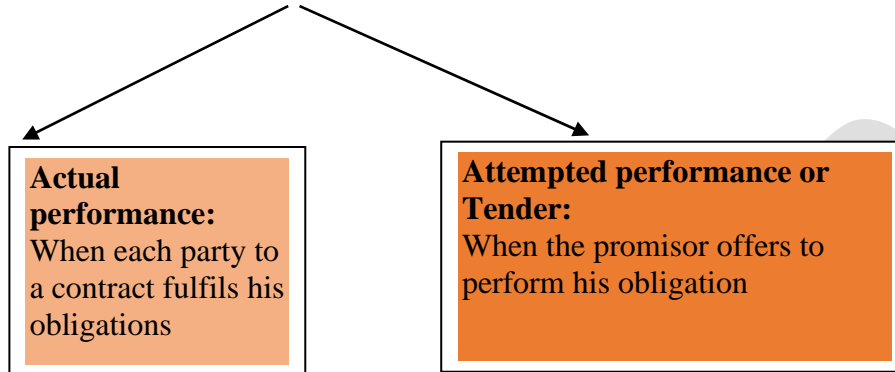 Actual
performance:
When each party to
a contract fulfils his
obligations
Attempted performance or
Tender:
When the promisor offers to
perform his obligation